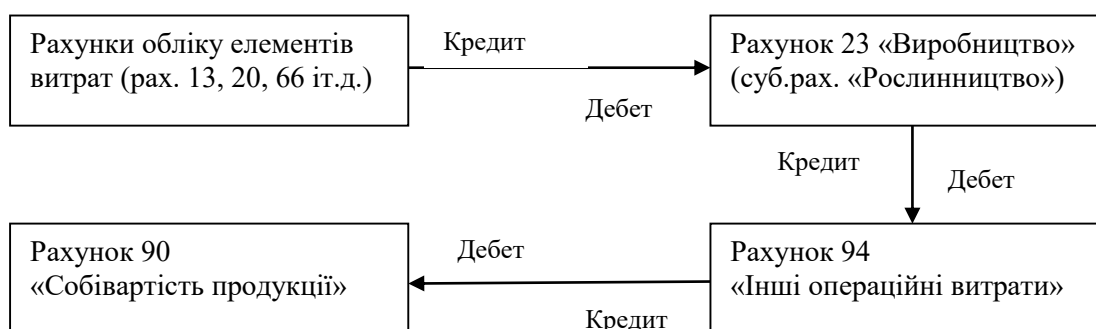 Рахунки обліку елементів
витрат (рах. 13, 20, 66 іт.д.)
Кредит
Дебет
Рахунок 23 «Виробництво»
(суб.рах. «Рослинництво»)
Кредит
Дебет
Рахунок 90
«Собівартість продукції»
Дебет
Кредит
Рахунок 94
«Інші операційні витрати»